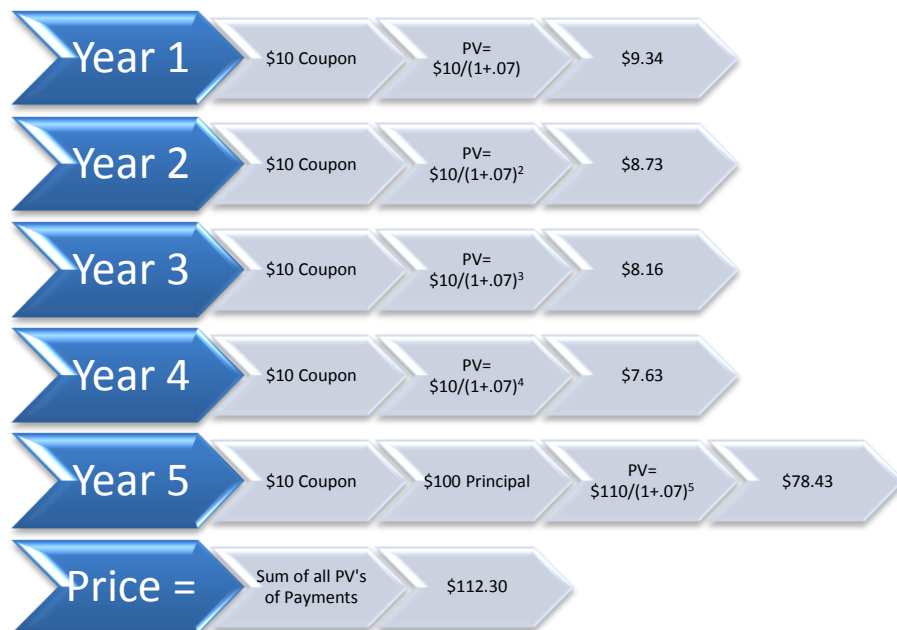 Year 1
$10 Coupon
PV=
$10/(1+.07)
$9.34
Year 2
$10 Coupon
PV=
$10/(1+.07)²
$8.73
Year 3
$10 Coupon
PV=
$10/(1+.07)³
$8.16
Year 4
$10 Coupon
PV=
$10/(1+.07)⁴
$7.63
Year 5
$10 Coupon
$100 Principal
PV=
$110/(1+.07)⁵
$78.43
Price =
Sum of all PV's
of Payments
$112.30